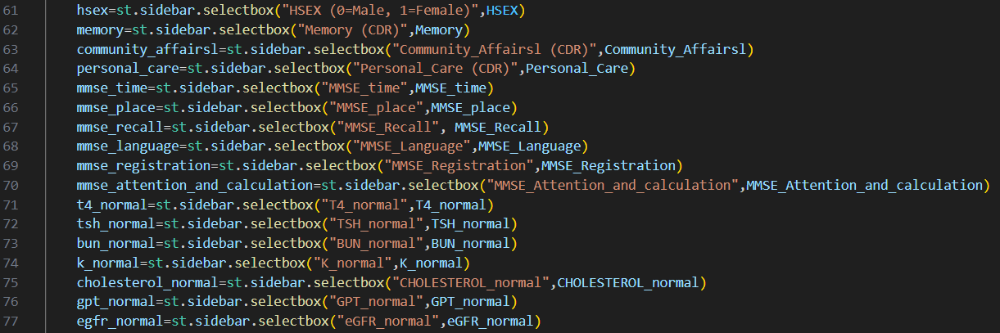 61 hsex=st.sidebar.selectbox("HSEX (0=Male, 1=Female)",HSEX)
62 memory=st.sidebar.selectbox("Memory (CDR)",Memory)
63 community_affairsl=st.sidebar.selectbox("Community_Affairsl (CDR)",Community_Affairsl)
64 personal_care=st.sidebar.selectbox("Personal_Care (CDR)",Personal_Care)
65 mmse_time=st.sidebar.selectbox("MMSE_time",MMSE_time)
66 mmse_place=st.sidebar.selectbox("MMSE_place",MMSE_place)
67 mmse_recall=st.sidebar.selectbox("MMSE_Recall", MMSE_Recall)
68 mmse_language=st.sidebar.selectbox("MMSE_Language",MMSE_Language)
69 mmse_registration=st.sidebar.selectbox("MMSE_Registration",MMSE_Registration)
70 mmse_attention_and_calculation=st.sidebar.selectbox("MMSE_Attention_and_calculation",MMSE_Attention_and_calculation)
71 t4_normal=st.sidebar.selectbox("T4_normal",T4_normal)
72 tsh_normal=st.sidebar.selectbox("TSH_normal",TSH_normal)
73 bun_normal=st.sidebar.selectbox("BUN_normal",BUN_normal)
74 k_normal=st.sidebar.selectbox("K_normal",K_normal)
75 cholesterol_normal=st.sidebar.selectbox("CHOLESTEROL_normal",CHOLESTEROL_normal)
76 gpt_normal=st.sidebar.selectbox("GPT_normal",GPT_normal)
77 egfr_normal=st.sidebar.selectbox("eGFR_normal",eGFR_normal)